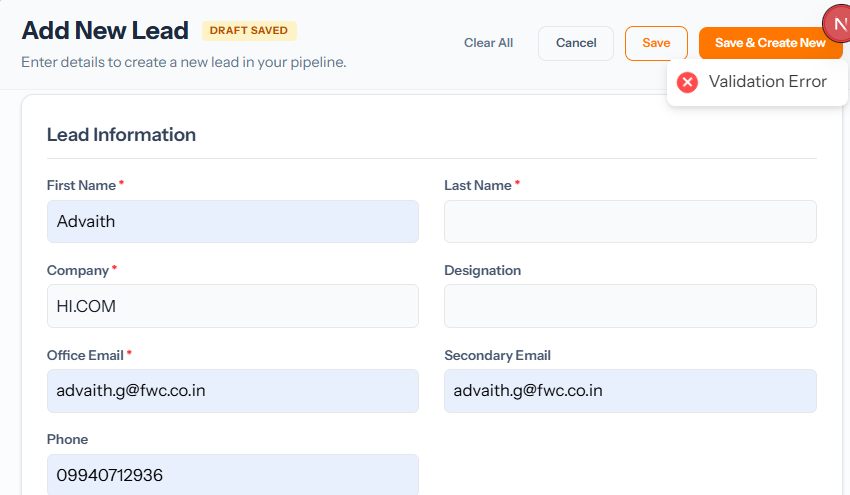 Add New Lead DRAFT SAVED
Enter details to create a new lead in your pipeline.
Clear All Cancel Save Save & Create New N
Validation Error
Lead Information
First Name * Last Name *
Advaith
Company * Designation
HI.COM
Office Email * Secondary Email
advaith.g@fwc.co.in advaith.g@fwc.co.in
Phone
09940712936